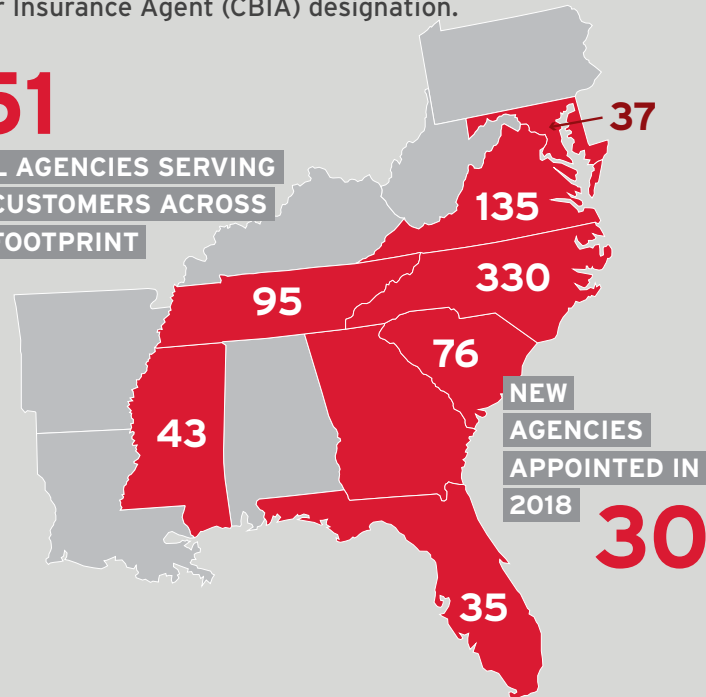 r Insurance Agent (CBIA) designation.
51
L AGENCIES SERVING
CUSTOMERS ACROSS
FOOTPRINT
37
135
330
95
76
43
NEW
AGENCIES
APPOINTED IN
2018
30
35